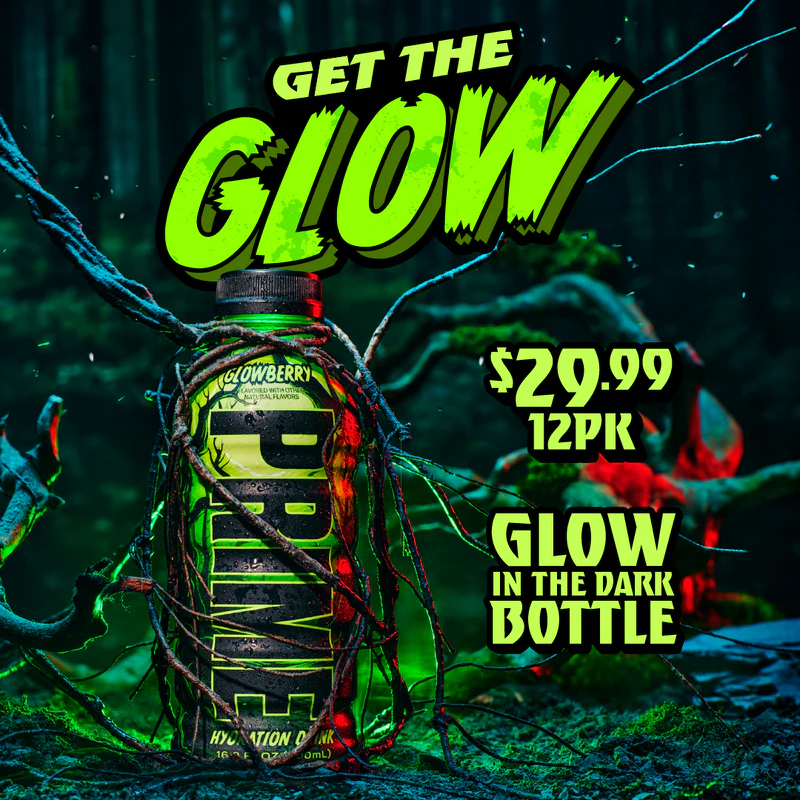 GET THE
GLOW
GLOWBERRY
FLAVORED WITH OTHER
NATURAL FLAVORS
PRIME
HYDRATION DRINK
$29.99
12PK
GLOW
IN THE DARK
BOTTLE